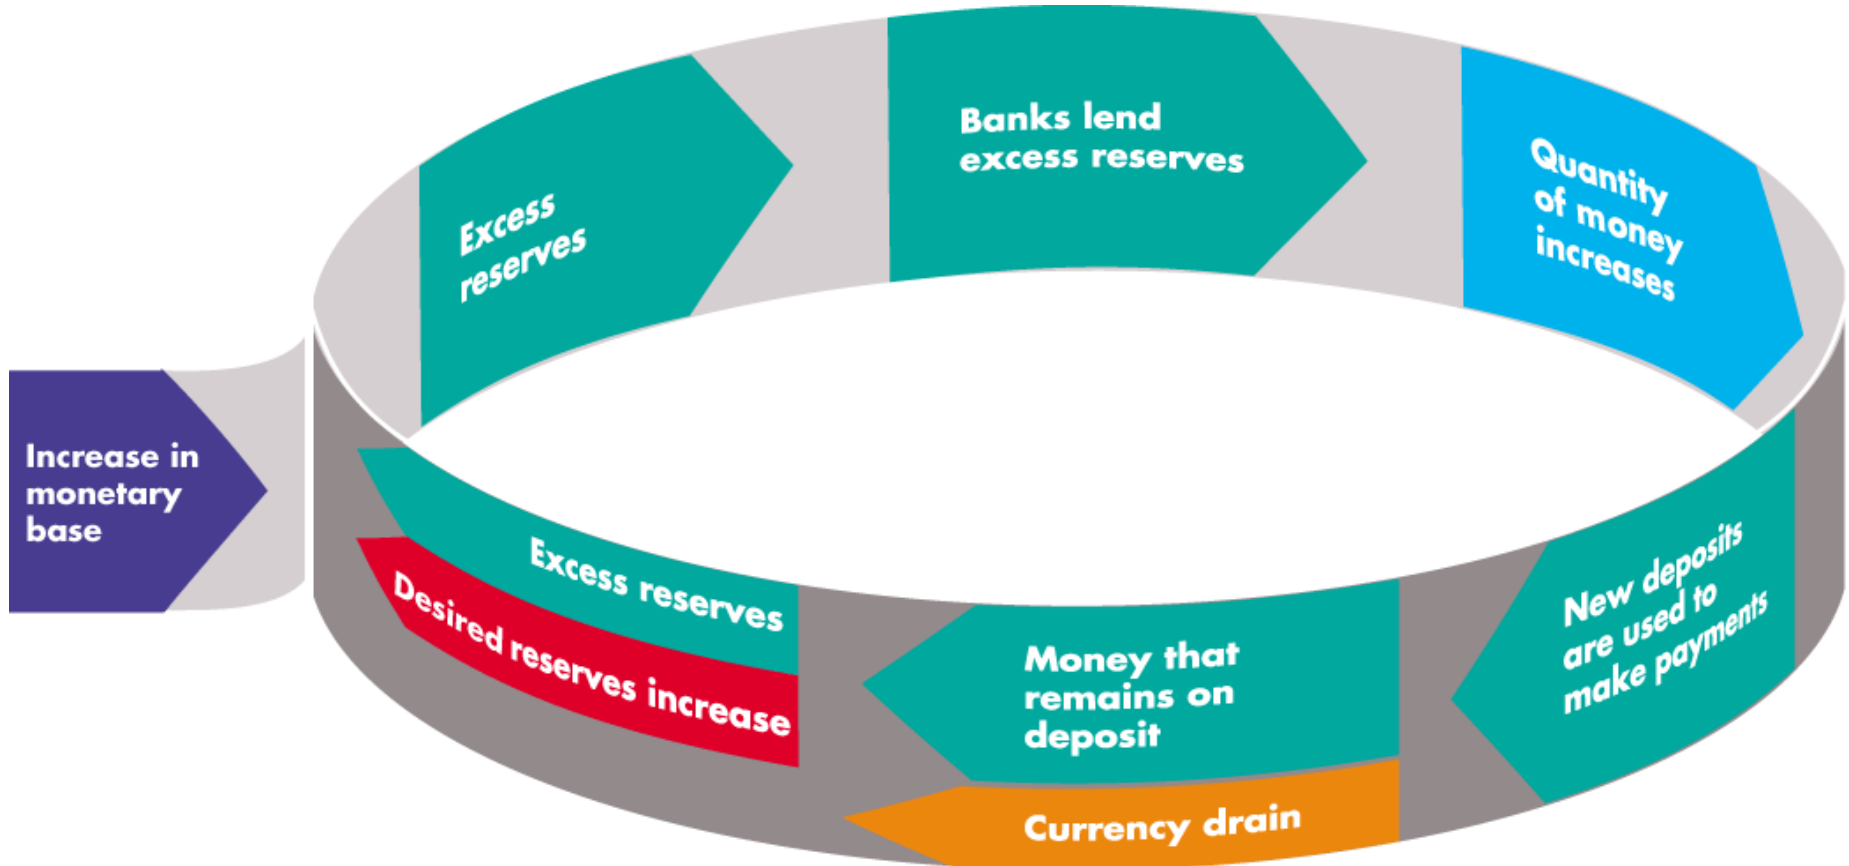 Increase in
monetary
base
Excess
reserves
Banks lend
excess reserves
Quantity
of money
increases
New deposits
are used to
make payments
Money that
remains on
deposit
Currency drain
Excess reserves
Desired reserves increase